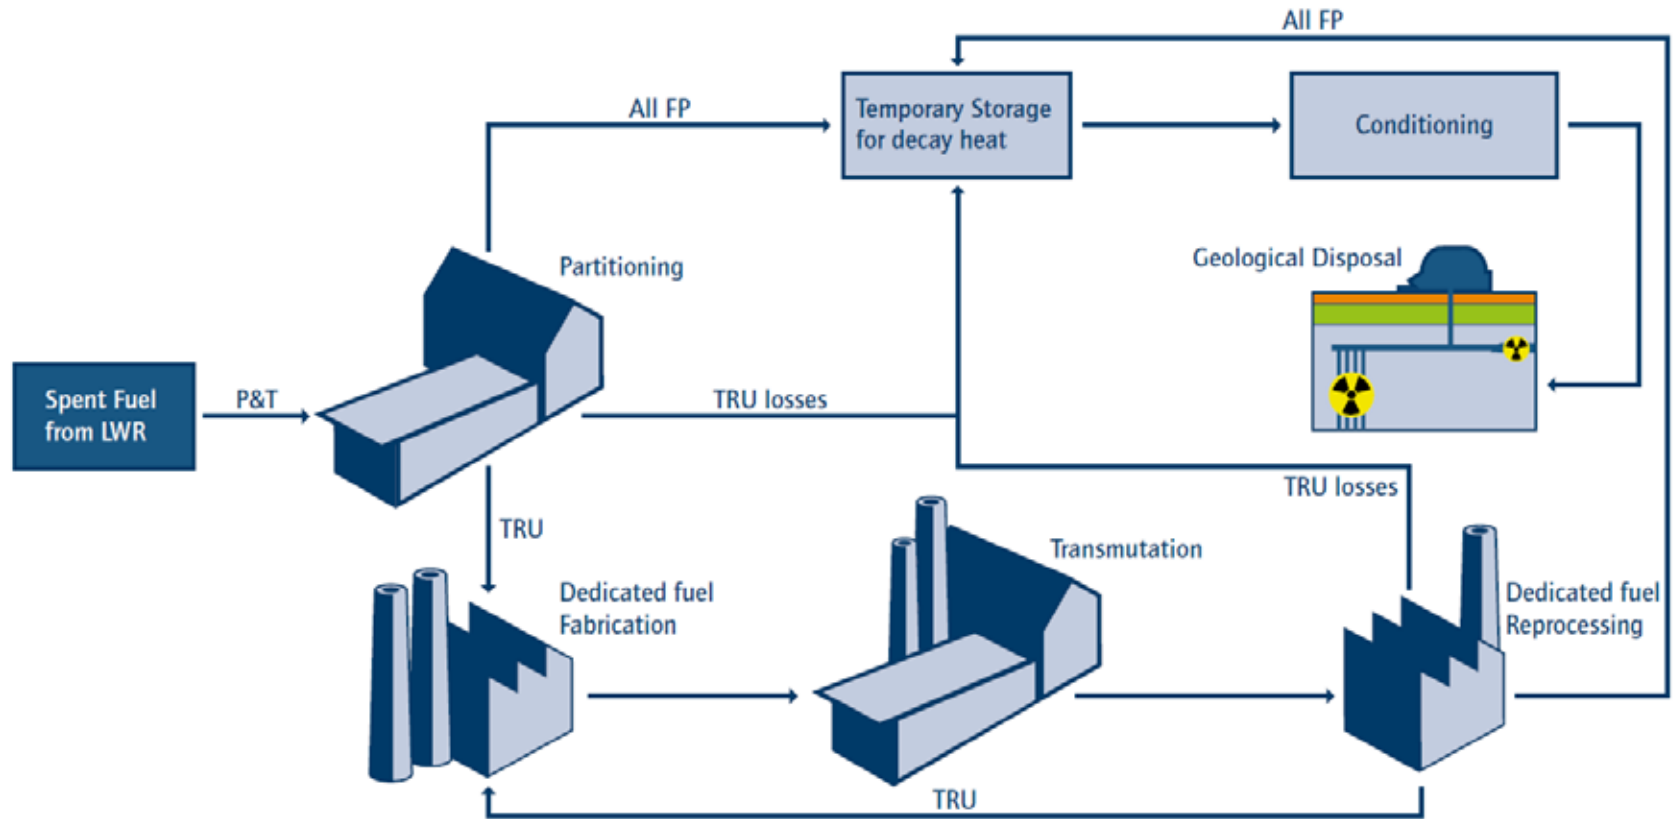 All FP
All FP
Temporary Storage
for decay heat
Conditioning
Partitioning
Geological Disposal
Spent Fuel
from LWR
P&T
TRU losses
TRU losses
TRU
Transmutation
Dedicated fuel
Fabrication
Dedicated fuel
Reprocessing
TRU